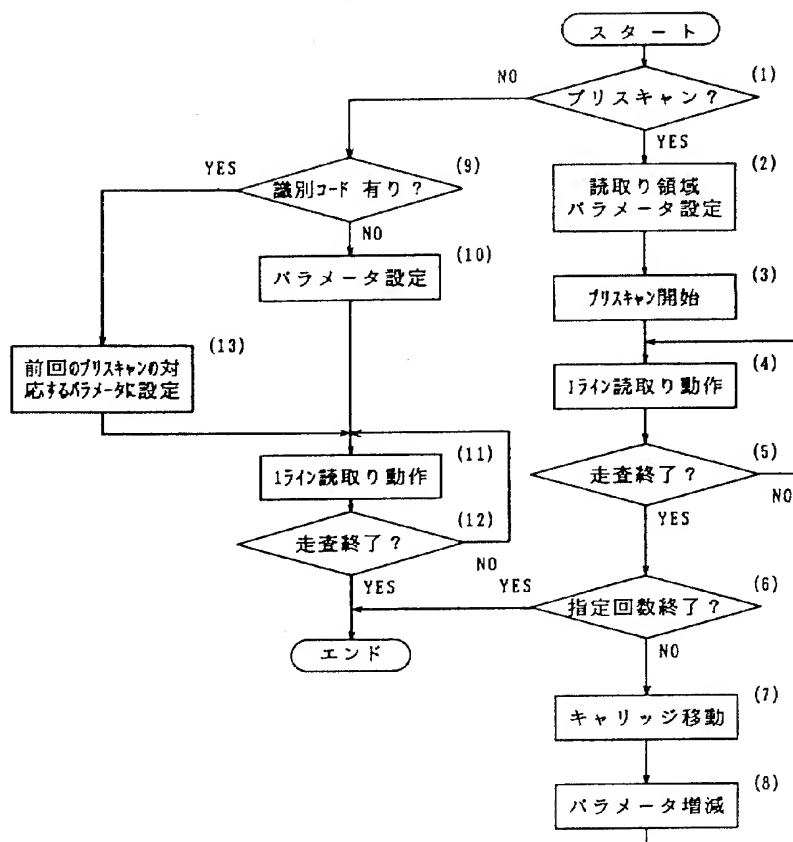 スタート
(1)
NO
プリスキャン?
YES
YES
(9)
(2)
識別コード 有り?
読取り領域
パラメータ設定
NO
(10)
パラメータ設定
(3)
プリスキャン開始
(13)
前回のプリスキャンの対
応するパラメータに設定
(4)
1ライン読取り動作
(11)
1ライン読取り動作
(5)
走査終了?
NO
(12)
走査終了?
YES
NO
YES
YES
(6)
指定回数終了?
エンド
NO
(7)
キャリッジ移動
(8)
パラメータ増減